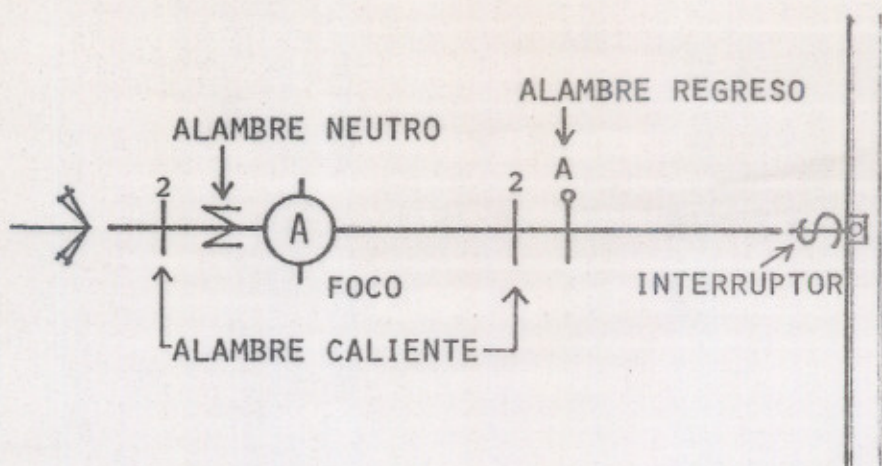 ALAMBRE REGRESO
ALAMBRE NEUTRO
2
2
A
A
FOCO
INTERRUPTOR
ALAMBRE CALIENTE